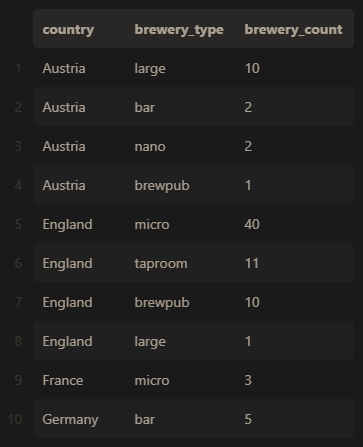 country brewery_type brewery_count
1 Austria large 10
2 Austria bar 2
3 Austria nano 2
4 Austria brewpub 1
5 England micro 40
6 England taproom 11
7 England brewpub 10
8 England large 1
9 France micro 3
10 Germany bar 5